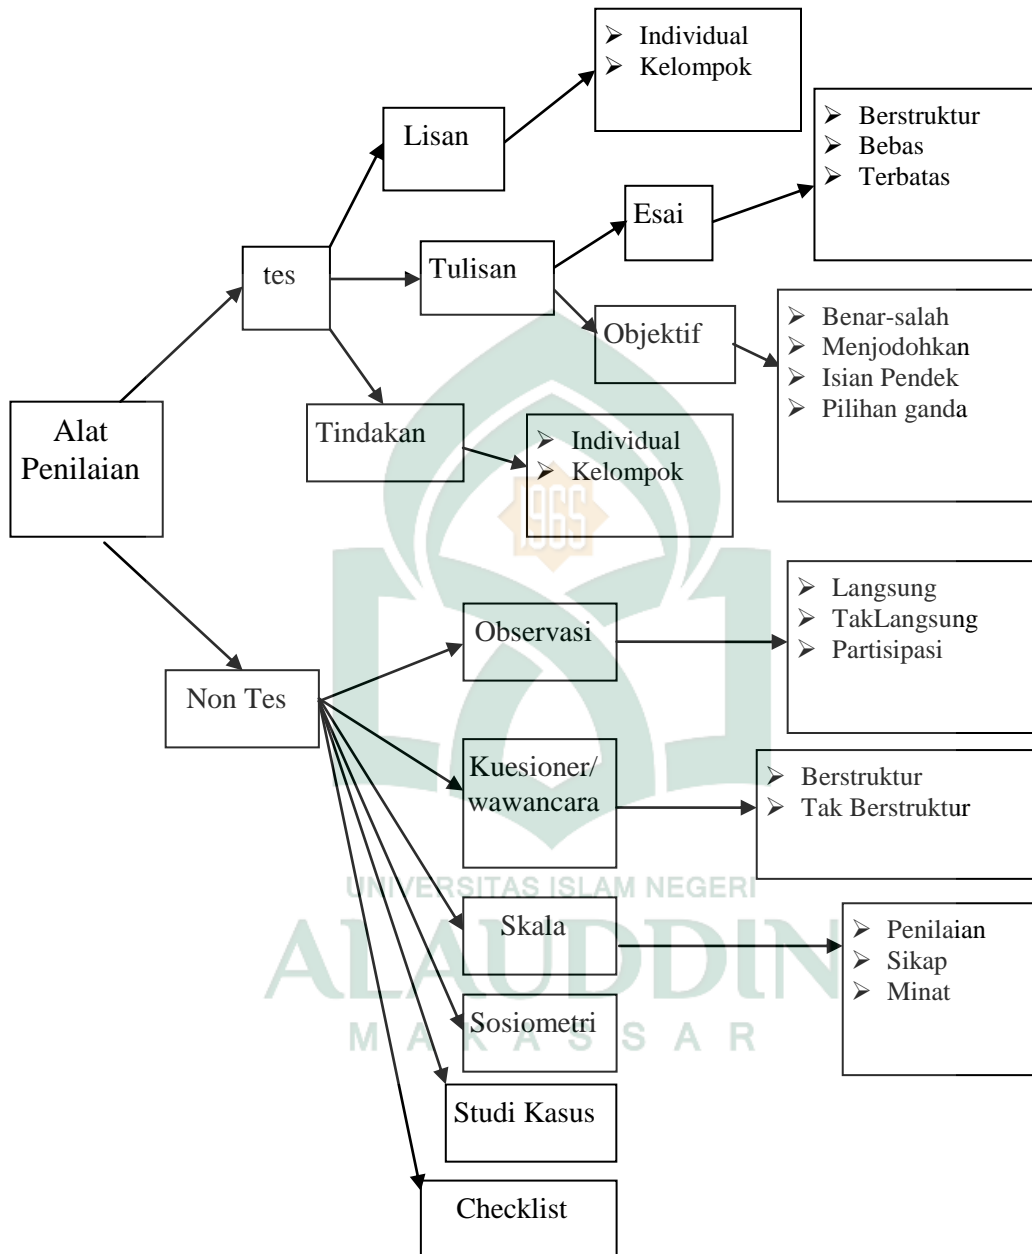 Individual
Kelompok
Lisan
Berstruktur
Bebas
Terbatas
Esai
tes
Tulisan
Objektif
Benar-salah
Menjodohkan
Isian Pendek
Pilihan ganda
Alat
Penilaian
Tindakan
Individual
Kelompok
1965
Observasi
Langsung
TakLangsung
Partisipasi
Non Tes
Kuesioner/
wawancara
Berstruktur
Tak Berstruktur
UNIVERSITAS ISLAM NEGERI
ALAUDDIN
MAKASSAR
Skala
Penilaian
Sikap
Minat
Sosiometri
Studi Kasus
Checklist